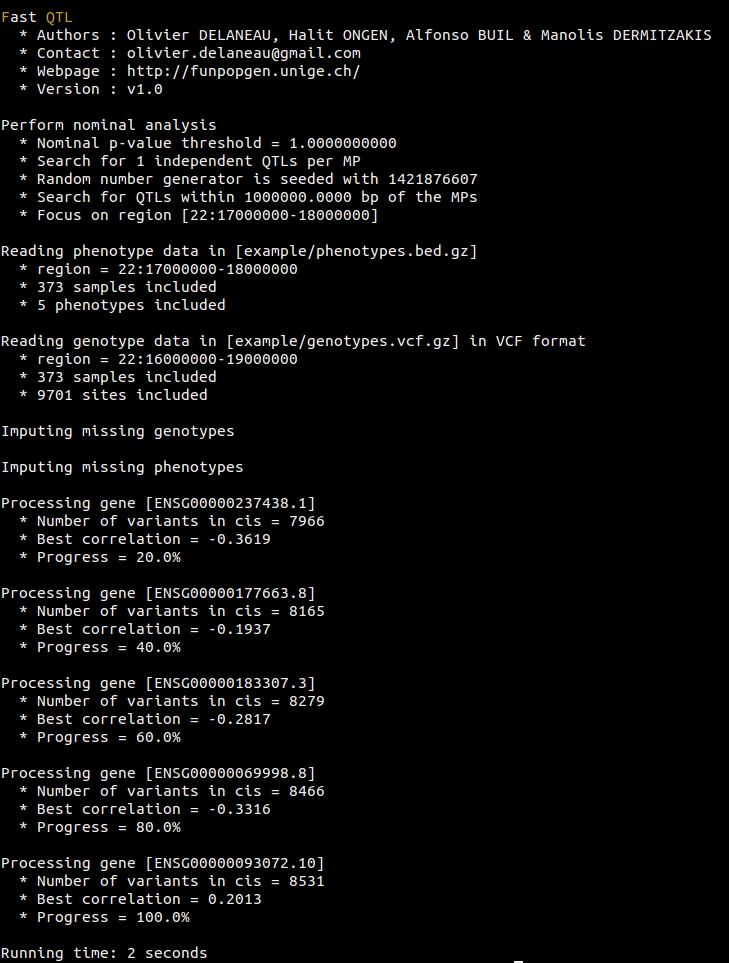 Fast QTL
* Authors : Olivier DELANEAU, Halit ONGEN, Alfonso BUIL & Manolis DERMITZAKIS
* Contact : olivier.delaneau@gmail.com
* Webpage : http://funpopgen.unige.ch/
* Version : v1.0
Perform nominal analysis
* Nominal p-value threshold = 1.0000000000
* Search for 1 independent QTLs per MP
* Random number generator is seeded with 1421876607
* Search for QTLs within 1000000.0000 bp of the MPs
* Focus on region [22:17000000-18000000]
Reading phenotype data in [example/phenotypes.bed.gz]
* region = 22:17000000-18000000
* 373 samples included
* 5 phenotypes included
Reading genotype data in [example/genotypes.vcf.gz] in VCF format
* region = 22:16000000-19000000
* 373 samples included
* 9701 sites included
Imputing missing genotypes
Imputing missing phenotypes
Processing gene [ENSG00000237438.1]
* Number of variants in cis = 7966
* Best correlation = -0.3619
* Progress = 20.0%
Processing gene [ENSG00000177663.8]
* Number of variants in cis = 8165
* Best correlation = -0.1937
* Progress = 40.0%
Processing gene [ENSG00000183307.3]
* Number of variants in cis = 8279
* Best correlation = -0.2817
* Progress = 60.0%
Processing gene [ENSG00000069998.8]
* Number of variants in cis = 8466
* Best correlation = -0.3316
* Progress = 80.0%
Processing gene [ENSG00000093072.10]
* Number of variants in cis = 8531
* Best correlation = 0.2013
* Progress = 100.0%
Running time: 2 seconds